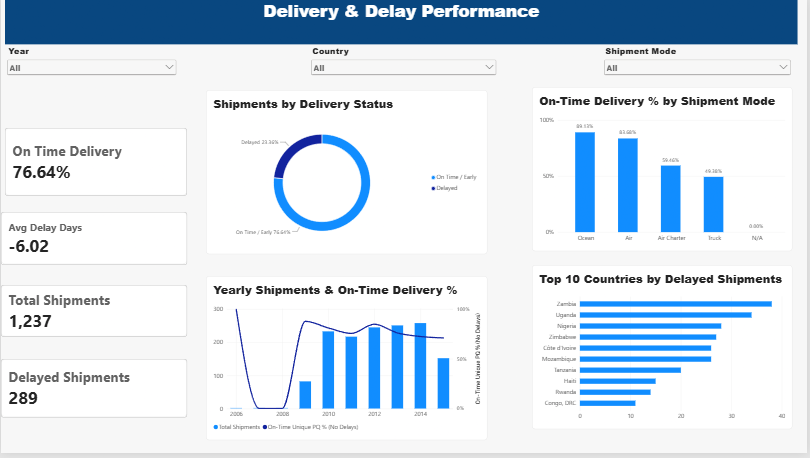 Delivery & Delay Performance
Year
Country
Shipment Mode
All
All
All
On Time Delivery
76.64%
Avg Delay Days
-6.02
Total Shipments
1,237
Delayed Shipments
289
Shipments by Delivery Status
Delayed 23.36%
On Time / Early 76.64%
On Time / Early
Delayed
On-Time Delivery % by Shipment Mode
100%
50%
0%
83.88%
59.46%
49.38%
0.00%
Ocean
Air
Air Charter
Truck
N/A
Yearly Shipments & On-Time Delivery %
300
200
100
0
100%
50%
0%
On-Time Unique PQ % (No Delays)
2006
2008
2010
2012
2014
Total Shipments
On-Time Unique PQ % (No Delays)
Top 10 Countries by Delayed Shipments
Zambia
Uganda
Nigeria
Zimbabwe
Côte d'Ivoire
Mozambique
Tanzania
Haiti
Rwanda
Congo, DRC
0
10
20
30
40